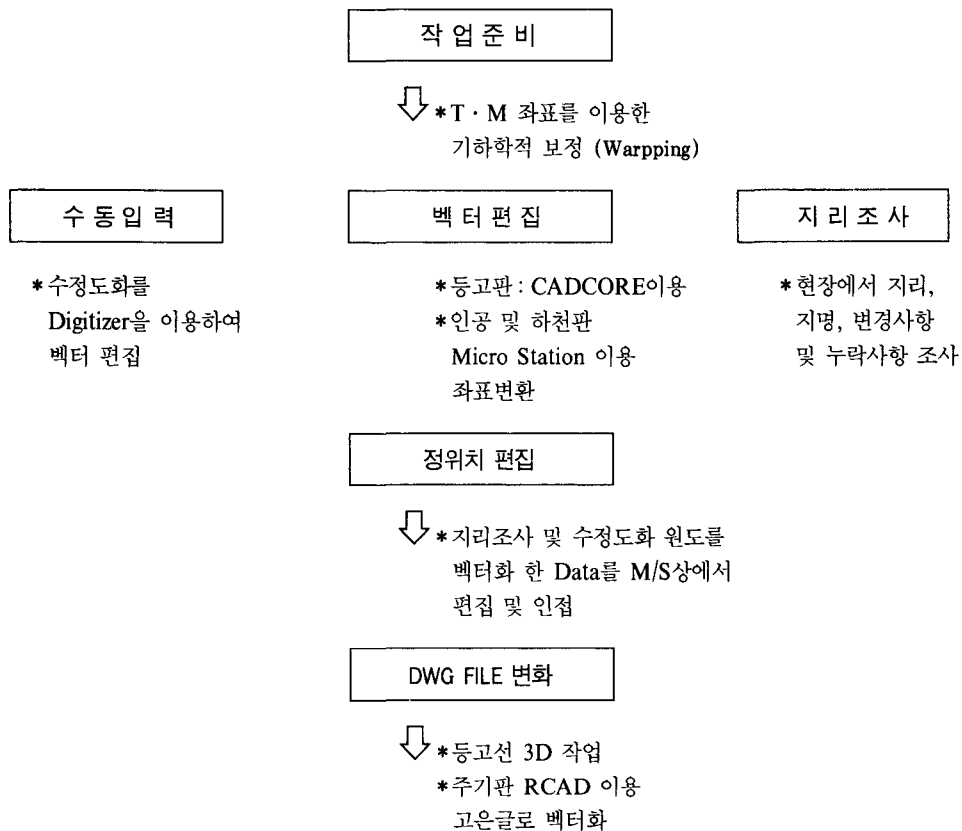 작업준비
*T·M 좌표를 이용한
기하학적 보정 (Warpping)
수동입력
*수정도화를
Digitizer을 이용하여
벡터 편집
벡터편집
*등고판 : CADCORE이용
*인공 및 하천판
Micro Station 이용
좌표변환
지리조사
*현장에서 지리,
지명, 변경사항
및 누락사항 조사
정위치 편집
*지리조사 및 수정도화 원도를
벡터화 한 Data를 M/S상에서
편집 및 인접
DWG FILE 변화
*등고선 3D 작업
*주기판 RCAD 이용
고은글로 벡터화